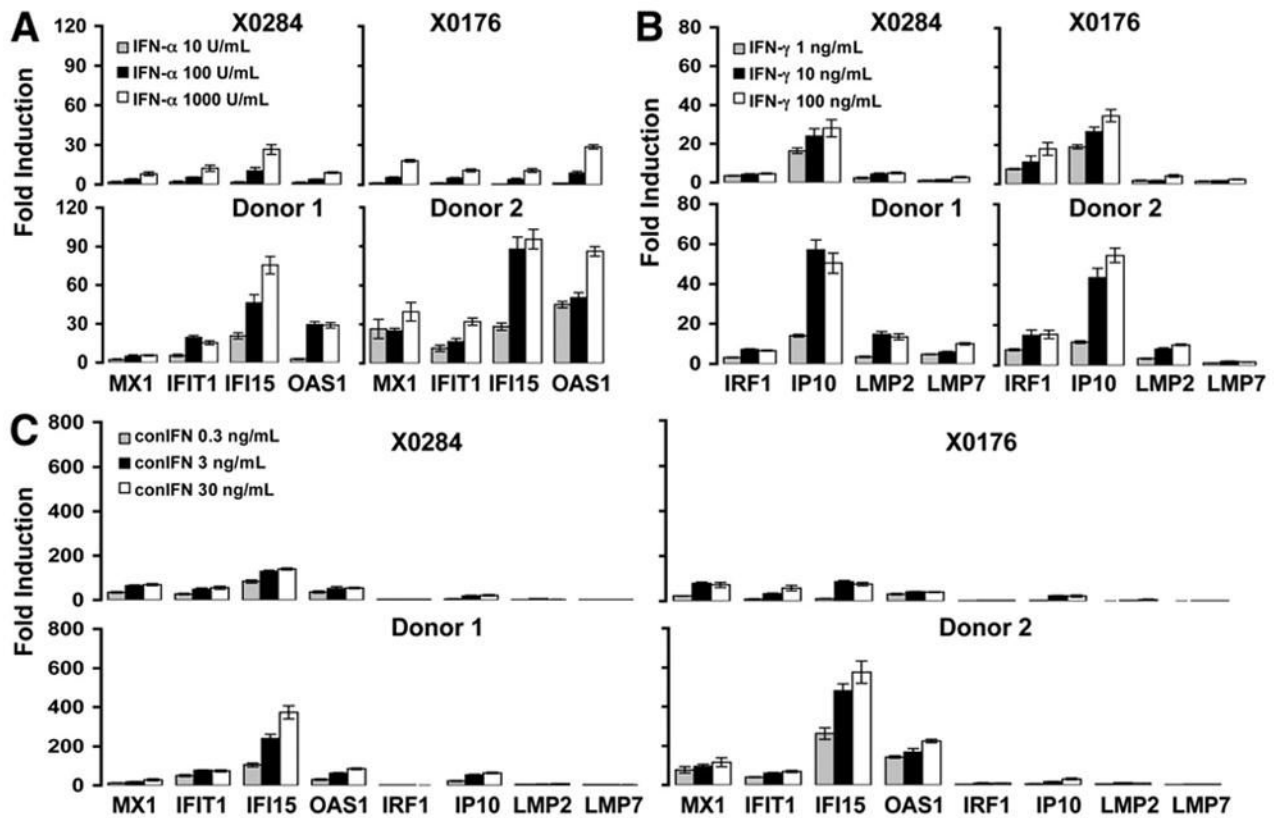 A
X0284
X0176
IFN-α 10 U/mL
IFN-α 100 U/mL
IFN-α 1000 U/mL
120
90
60
30
0
Fold Induction
Donor 1
Donor 2
120
90
60
30
0
MX1 IFIT1 IFI15 OAS1
MX1 IFIT1 IFI15 OAS1
B
X0284
X0176
IFN-γ 1 ng/mL
IFN-γ 10 ng/mL
IFN-γ 100 ng/mL
80
60
40
20
0
Fold Induction
Donor 1
Donor 2
80
60
40
20
0
IRF1 IP10 LMP2 LMP7
IRF1 IP10 LMP2 LMP7
C
X0284
X0176
conIFN 0.3 ng/mL
conIFN 3 ng/mL
conIFN 30 ng/mL
800
600
400
200
0
Fold Induction
Donor 1
Donor 2
800
600
400
200
0
MX1 IFIT1 IFI15 OAS1 IRF1 IP10 LMP2 LMP7
MX1 IFIT1 IFI15 OAS1 IRF1 IP10 LMP2 LMP7